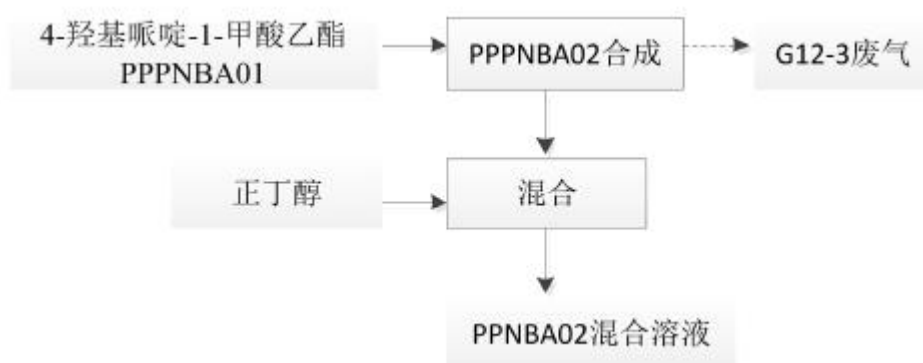 4-羟基哌啶-1-甲酸乙酯
PPPNBA01
PPPNBA02合成
G12-3废气
正丁醇
混合
PPNBA02混合溶液